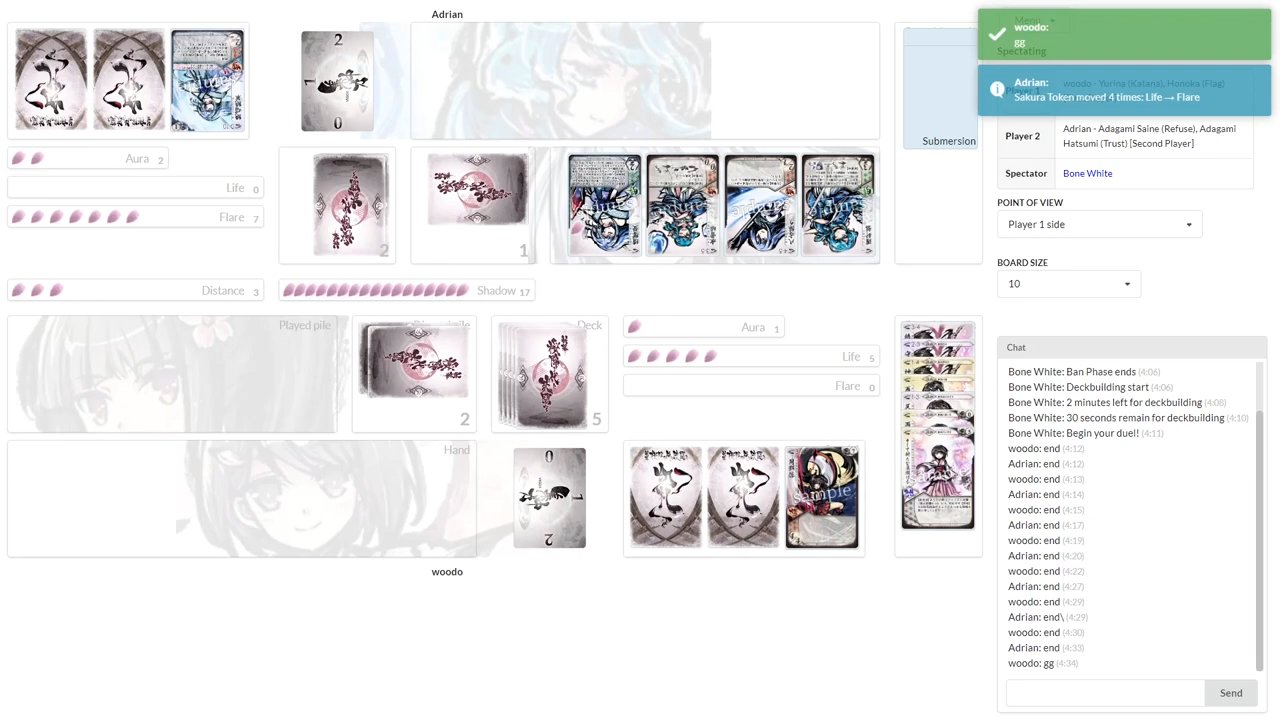 Adrian
2
1
0
Aura 2
Life 0
Flare 7
2
1
Submersion
Distance 3
Shadow 17
Played pile
2
Deck
5
Aura 1
Life 5
Flare 0
Hand
0
1
2
sample
woodo
Menu
woodo:
gg
Spectating
Adrian:
Sakura Token moved 4 times: Life → Flare
Player 1
woodo - Yurina (Katana), Honoka (Flag)
Player 2
Adrian - Adagami Saine (Refuse), Adagami
Hatsumi (Trust) [Second Player]
Spectator
Bone White
POINT OF VIEW
Player 1 side
BOARD SIZE
10
Chat
Bone White: Ban Phase ends (4:06)
Bone White: Deckbuilding start (4:06)
Bone White: 2 minutes left for deckbuilding (4:08)
Bone White: 30 seconds remain for deckbuilding (4:10)
Bone White: Begin your duel! (4:11)
woodo: end (4:12)
Adrian: end (4:12)
woodo: end (4:13)
Adrian: end (4:14)
woodo: end (4:15)
Adrian: end (4:17)
woodo: end (4:19)
Adrian: end (4:20)
woodo: end (4:22)
Adrian: end (4:27)
woodo: end (4:29)
Adrian: end\ (4:29)
woodo: end (4:30)
Adrian: end (4:33)
woodo: gg (4:34)
Send